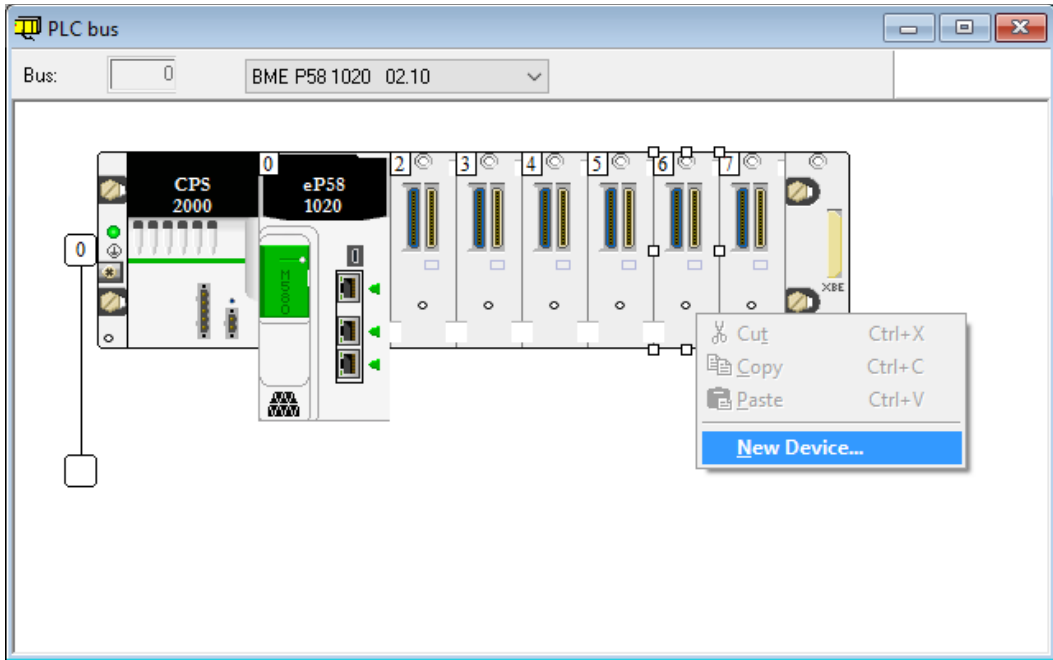 PLC bus
Bus: 0 BME P58 1020 02.10
0 2 3 4 5 6 7
CPS
2000
eP58
1020
0
M580
XBE
Cut Ctrl+X
Copy Ctrl+C
Paste Ctrl+V
New Device...